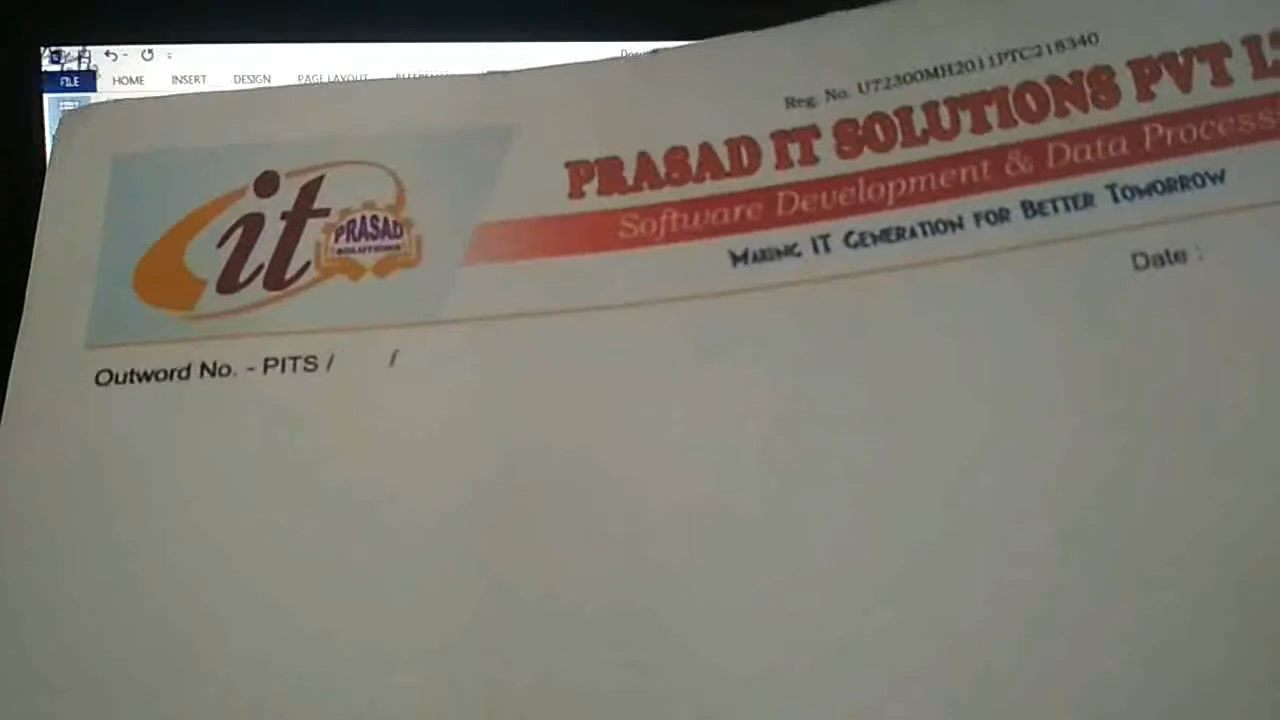 FILE HOME INSERT DESIGN PAGE LAYOUT
Reg. No. U72300MH2011PTC218340
PRASAD IT SOLUTIONS PVT
Software Development & Data Process
MAKING IT GENERATION FOR BETTER TOMORROW
it
PRASAD
SOLUTIONS
Date :
Outword No. - PITS / /